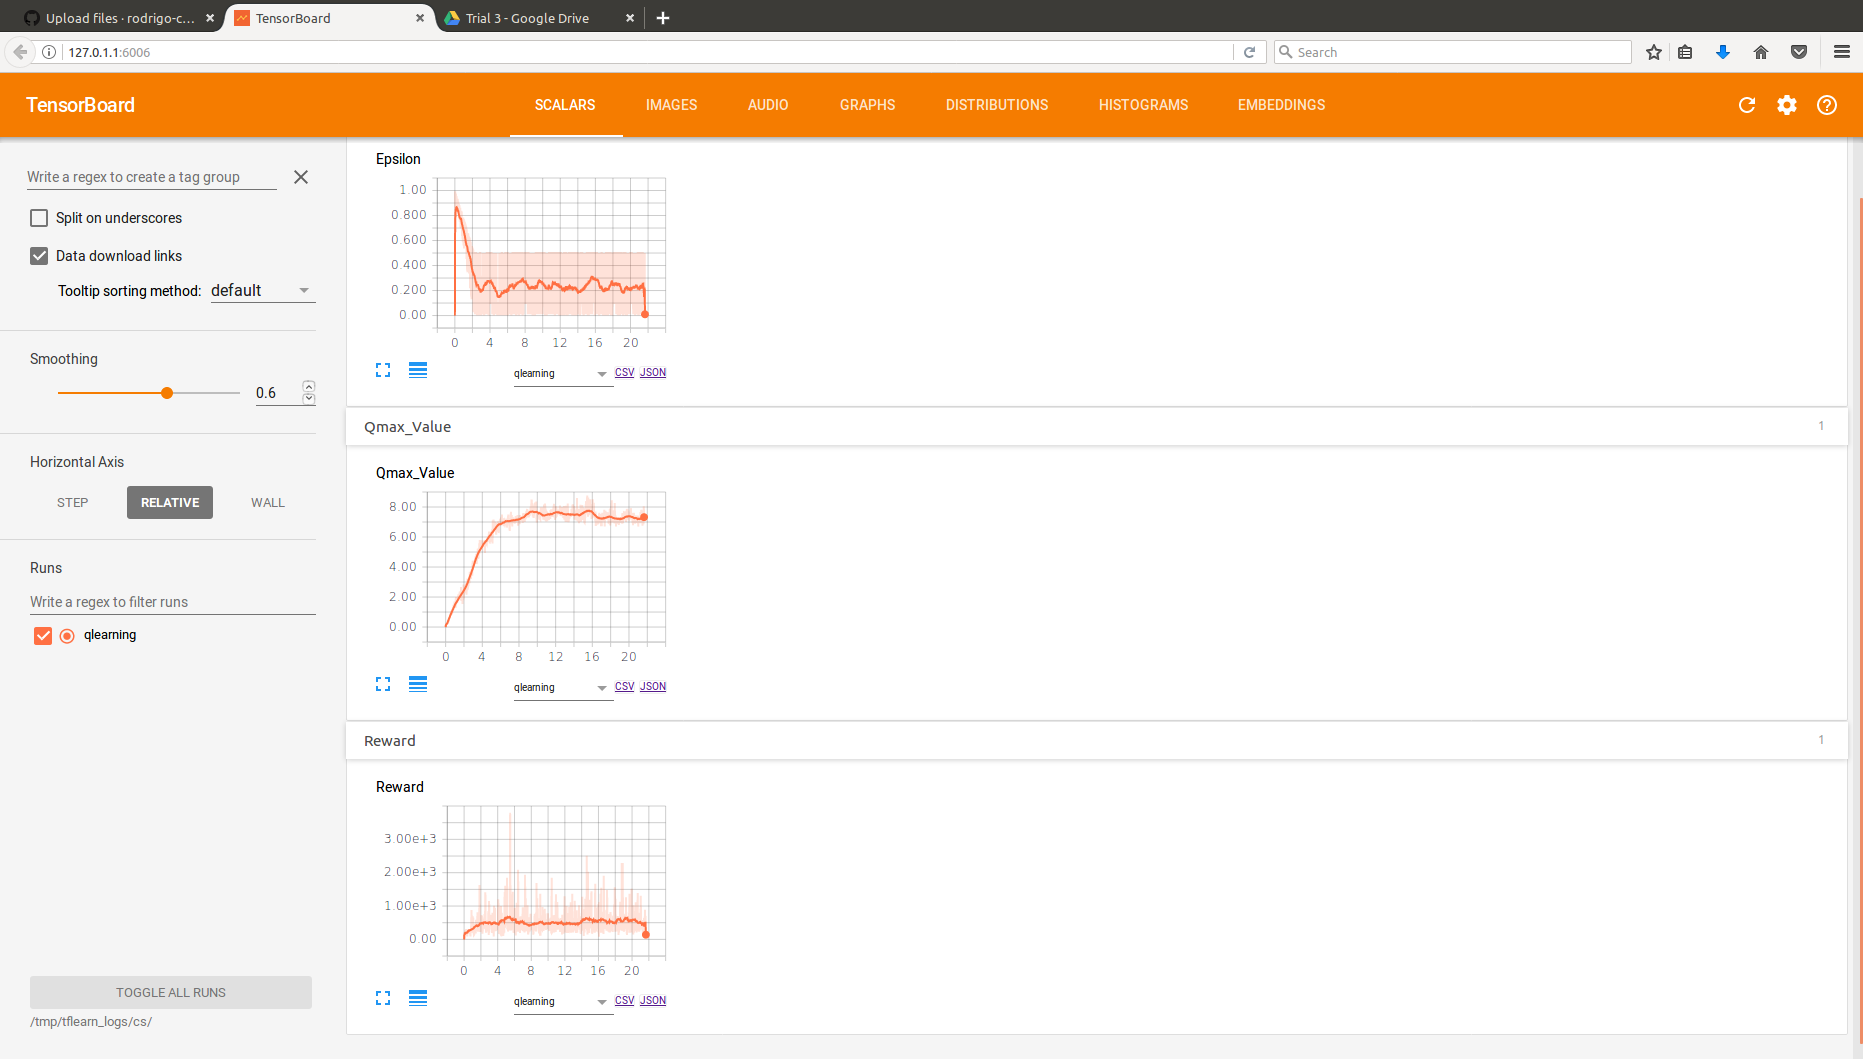 Upload files · rodrigo-c... TensorBoard Trial 3 - Google Drive
127.0.1.1:6006 Search
TensorBoard SCALARS IMAGES AUDIO GRAPHS DISTRIBUTIONS HISTOGRAMS EMBEDDINGS
Write a regex to create a tag group
Split on underscores
Data download links
Tooltip sorting method: default
Smoothing
0.6
Horizontal Axis
STEP RELATIVE WALL
Runs
Write a regex to filter runs
qlearning
TOGGLE ALL RUNS
/tmp/tflearn_logs/cs/
Epsilon
1.00
0.800
0.600
0.400
0.200
0.00
0 4 8 12 16 20
qlearning CSV JSON
Qmax_Value 1
Qmax_Value
8.00
6.00
4.00
2.00
0.00
0 4 8 12 16 20
qlearning CSV JSON
Reward 1
Reward
3.00e+3
2.00e+3
1.00e+3
0.00
0 4 8 12 16 20
qlearning CSV JSON